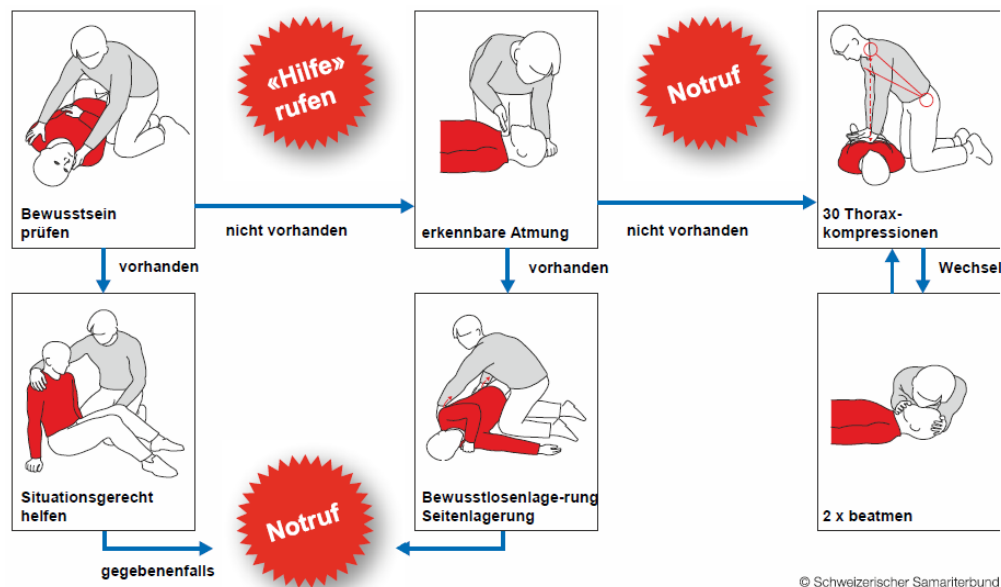 «Hilfe»
rufen
Notruf
Bewusstsein
prüfen
nicht vorhanden
erkennbare Atmung
nicht vorhanden
30 Thorax-
kompressionen
vorhanden
vorhanden
Wechsel
Situationsgerecht
helfen
Notruf
Bewusstlosenlage-rung
Seitenlagerung
2 x beatmen
gegebenenfalls
© Schweizerischer Samariterbund